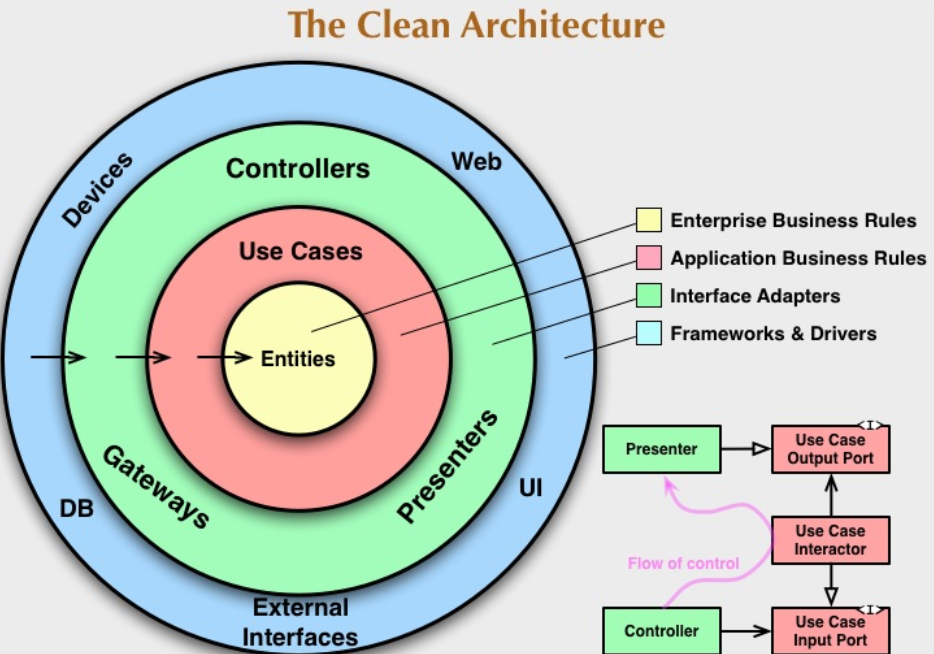 The Clean Architecture
Devices
Controllers
Web
Use Cases
Entities
Gateways
Presenters
DB
UI
External
Interfaces
Enterprise Business Rules
Application Business Rules
Interface Adapters
Frameworks & Drivers
Presenter
<I>
Use Case
Output Port
Use Case
Interactor
Flow of control
Controller
<I>
Use Case
Input Port